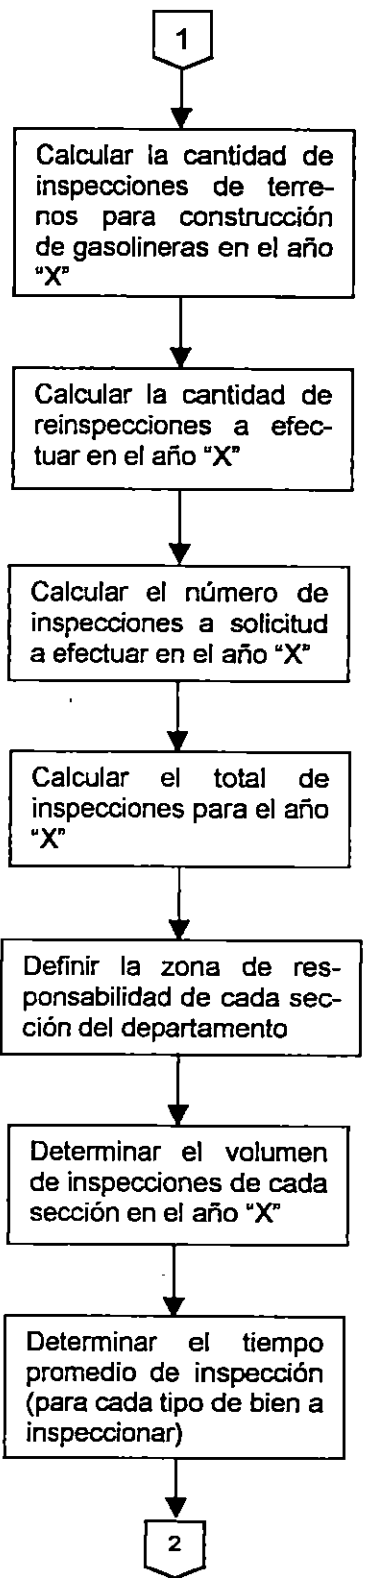 1
Calcular la cantidad de
inspecciones de terre-
nos para construcción
de gasolineras en el año
"X"
Calcular la cantidad de
reinspecciones a efec-
tuar en el año "X"
Calcular el número de
inspecciones a solicitud
a efectuar en el año "X"
Calcular el total de
inspecciones para el año
"X"
Definir la zona de res-
ponsabilidad de cada sec-
ción del departamento
Determinar el volumen
de inspecciones de cada
sección en el año "X"
Determinar el tiempo
promedio de inspección
(para cada tipo de bien a
inspeccionar)
2